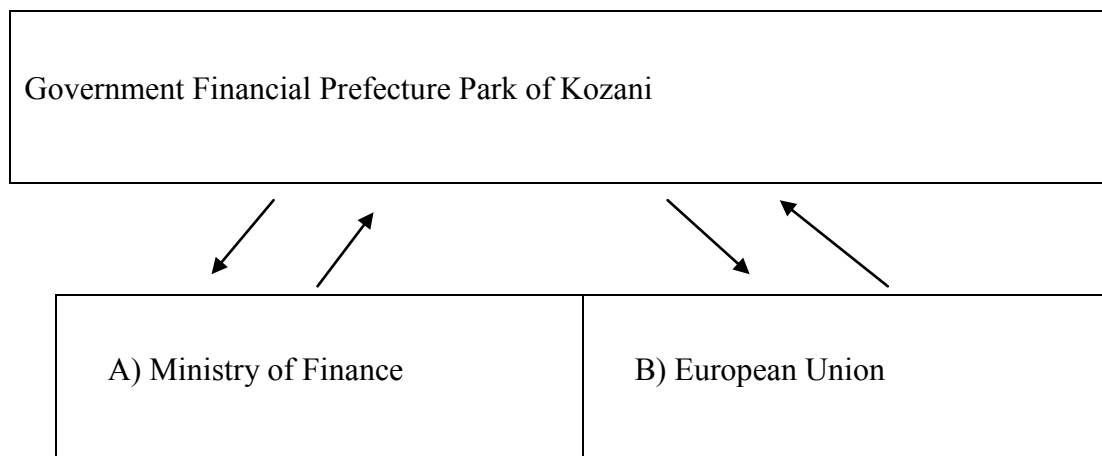 Government Financial Prefecture Park of Kozani
A) Ministry of Finance
B) European Union